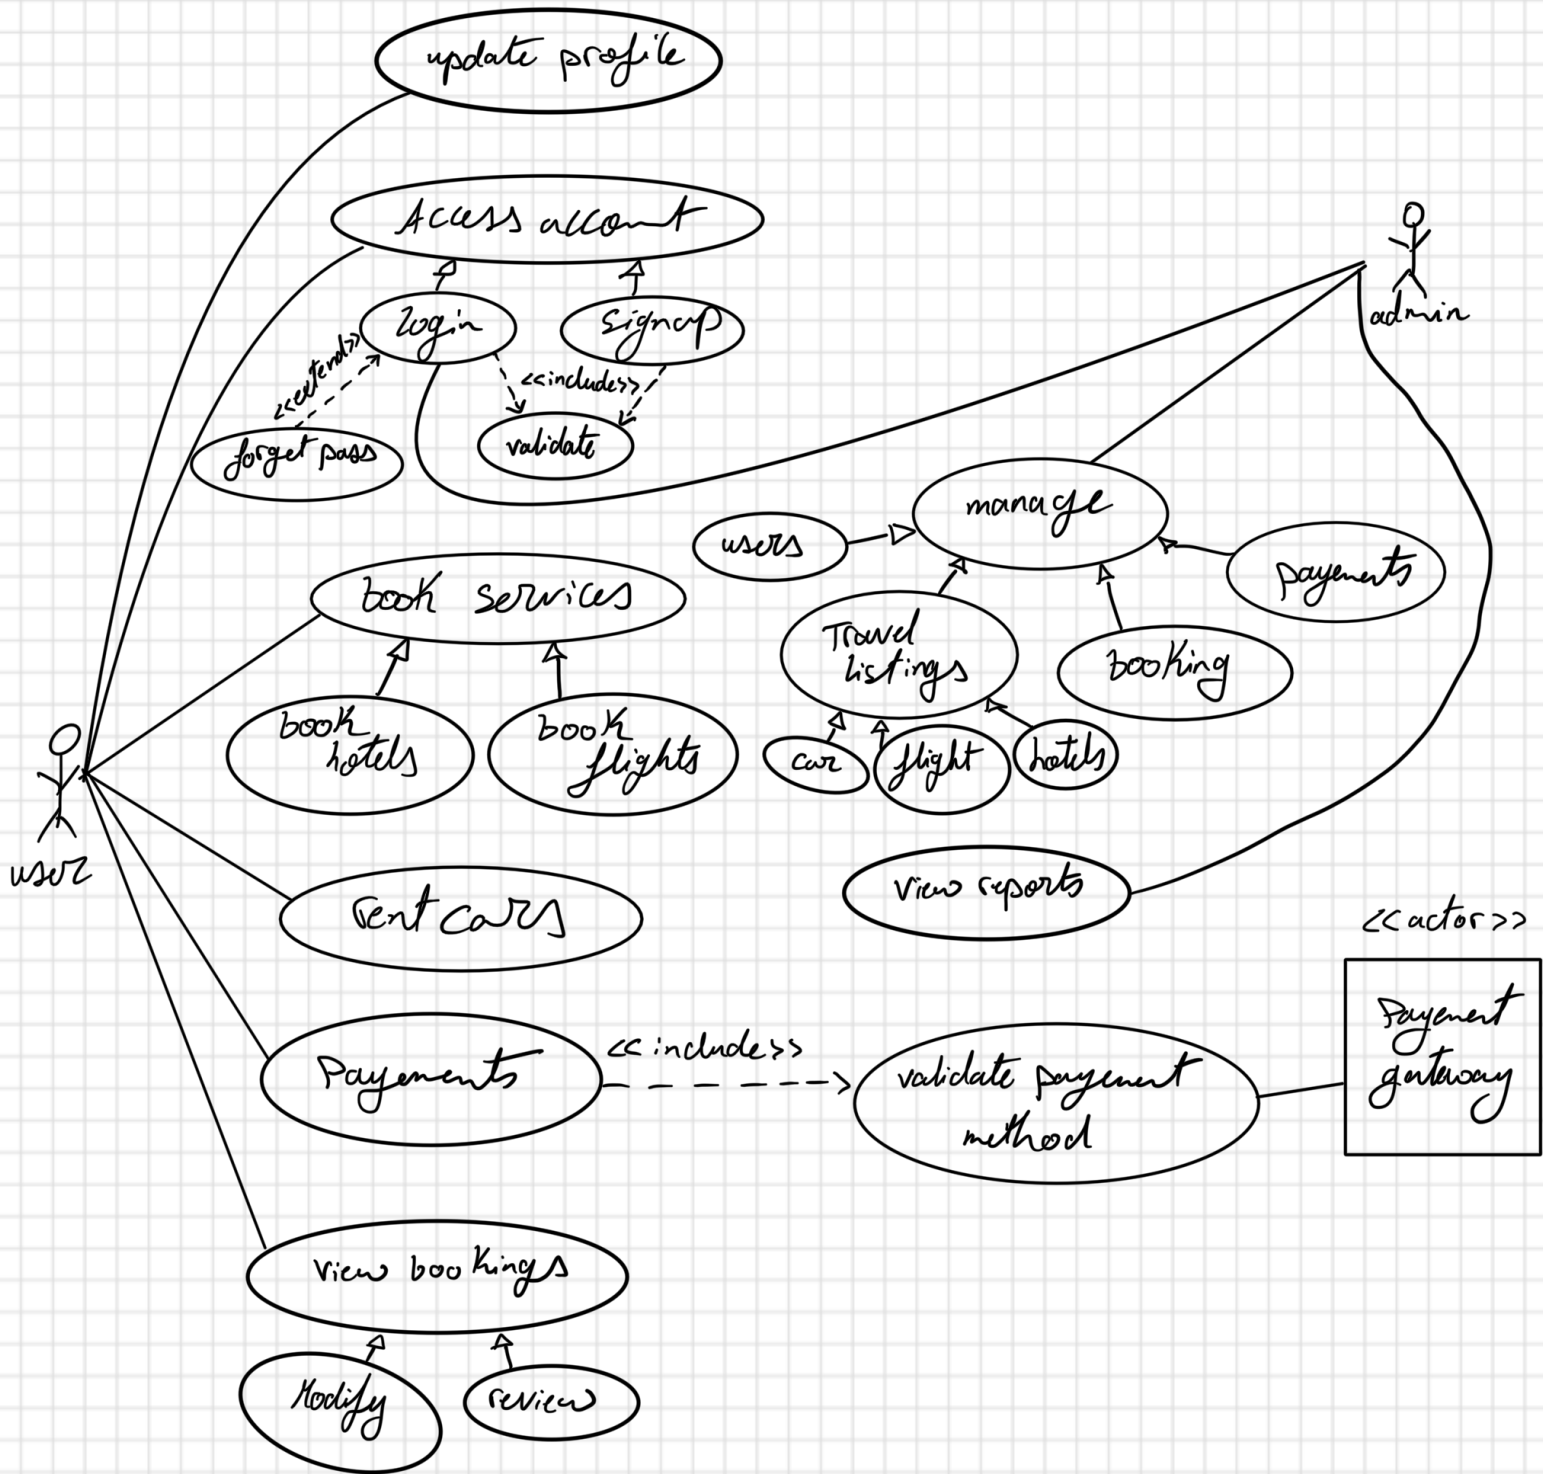 update profile
Access account
admin
login
signup
<<extend>>
<<include>>
forget pass
validate
manage
users
payements
book services
Travel
listings
booking
book
hotels
book
flights
car
flight
hotels
user
rent cars
view reports
<<actor>>
Payement
gateway
Payements
<<include>>
validate payement
method
view bookings
Modify
review